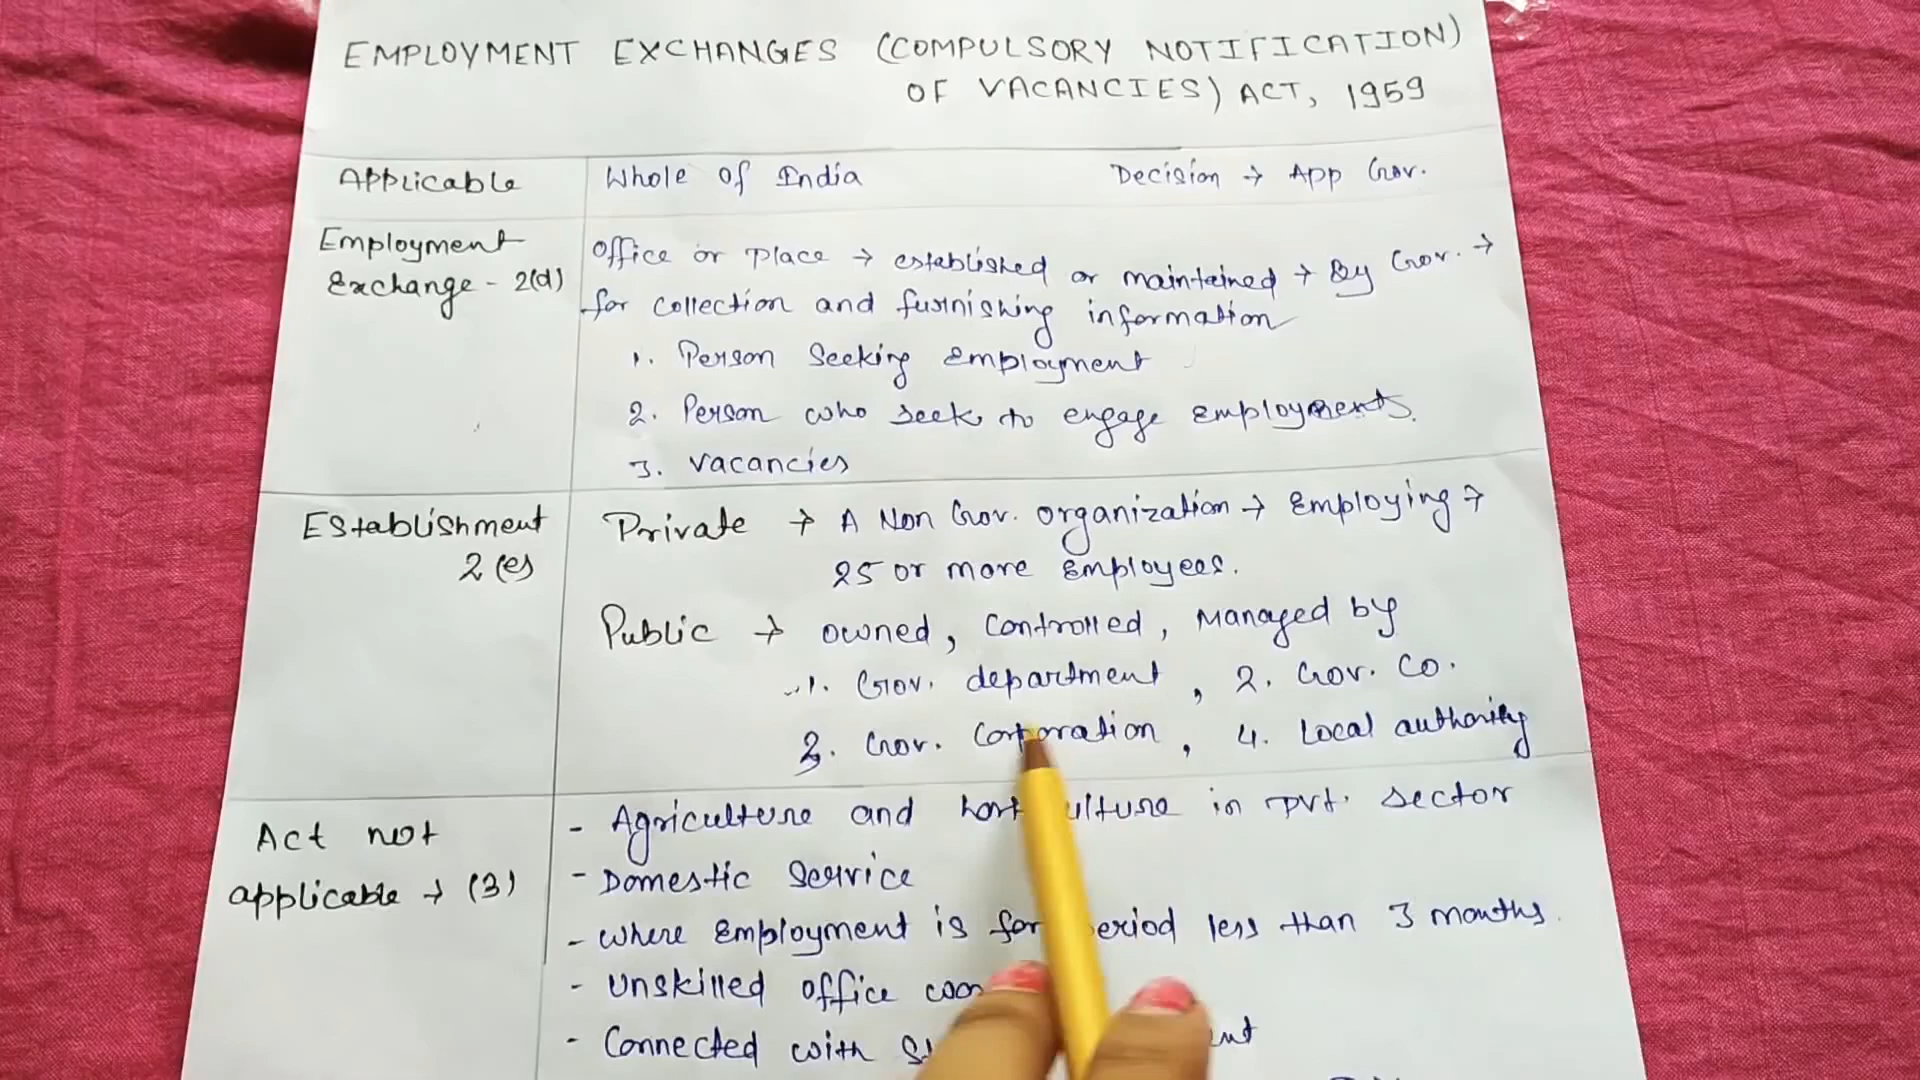 EMPLOYMENT EXCHANGES (COMPULSORY NOTIFICATION)
OF VACANCIES) ACT, 1959
Applicable Whole of India Decision → App Gov.
Employment Exchange - 2(d)
Office or place → established or maintained → By Gov. →
for collection and furnishing information
1. Person seeking employment
2. Person who seek to engage employments.
3. vacancies
Establishment 2(e)
Private → A Non Gov. organization → Employing →
25 or more employees.
Public → owned, controlled, managed by
1. Gov. department, 2. Gov. Co.
3. Gov. Corporation, 4. Local authority
Act not applicable → (3)
- Agriculture and in pvt. sector
- Domestic service
- where employment is for less than 3 months.
- unskilled office
- Connected with